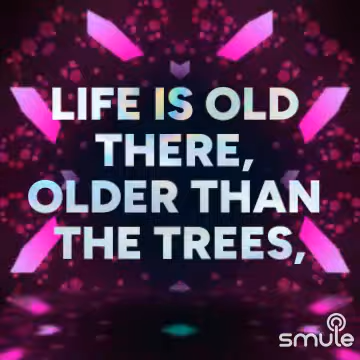 LIFE IS OLD
THERE,
OLDER THAN
THE TREES,
smule